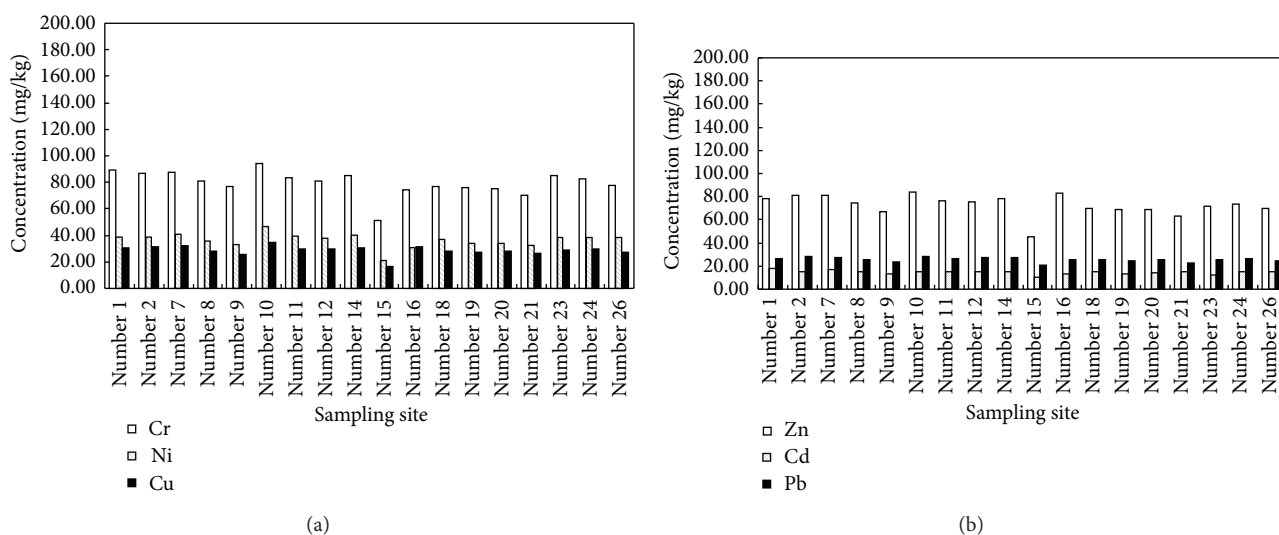 200.00
180.00
160.00
140.00
120.00
100.00
80.00
60.00
40.00
20.00
0.00
Concentration (mg/kg)
Number 1
Number 2
Number 7
Number 8
Number 9
Number 10
Number 11
Number 12
Number 14
Number 15
Number 16
Number 18
Number 19
Number 20
Number 21
Number 23
Number 24
Number 26
Sampling site
Cr
Ni
Cu
(a)
200.00
180.00
160.00
140.00
120.00
100.00
80.00
60.00
40.00
20.00
0.00
Concentration (mg/kg)
Number 1
Number 2
Number 7
Number 8
Number 9
Number 10
Number 11
Number 12
Number 14
Number 15
Number 16
Number 18
Number 19
Number 20
Number 21
Number 23
Number 24
Number 26
Sampling site
Zn
Cd
Pb
(b)